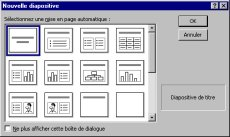 Nouvelle diapositive
Sélectionnez une mise en page automatique :
OK
Annuler
Diapositive de titre
Ne plus afficher cette boîte de dialogue